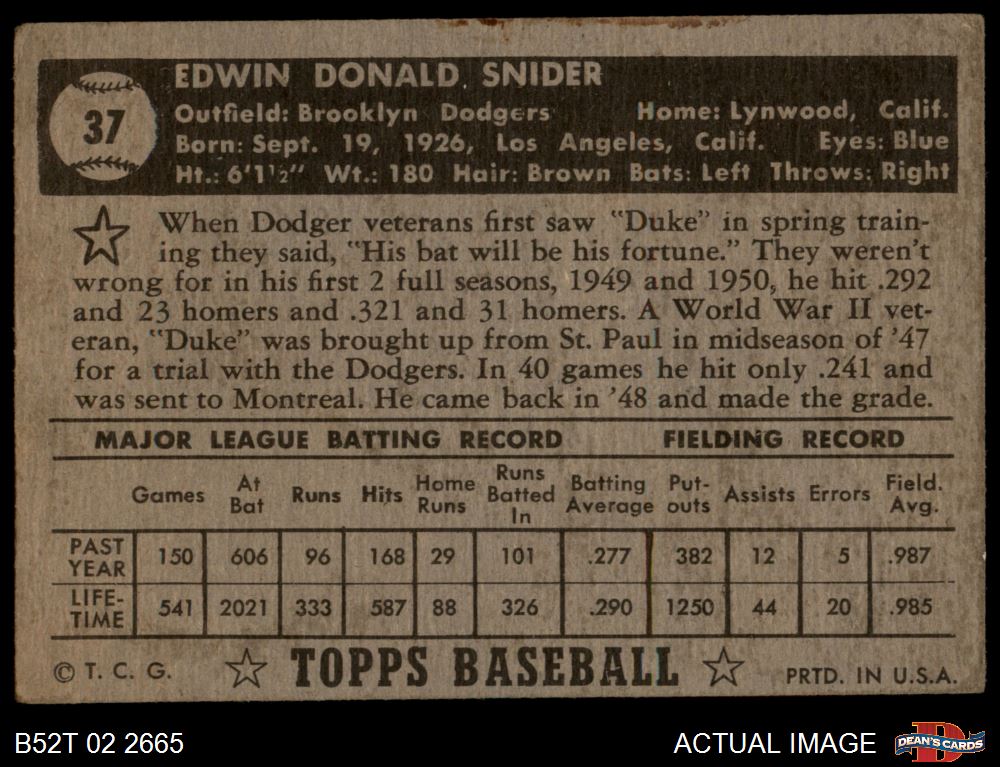 37
EDWIN DONALD SNIDER
Outfield: Brooklyn Dodgers Home: Lynwood, Calif.
Born: Sept. 19, 1926, Los Angeles, Calif. Eyes: Blue
Ht.: 6'1½" Wt.: 180 Hair: Brown Bats: Left Throws: Right
When Dodger veterans first saw "Duke" in spring train-
ing they said, "His bat will be his fortune." They weren't
wrong for in his first 2 full seasons, 1949 and 1950, he hit .292
and 23 homers and .321 and 31 homers. A World War II vet-
eran, "Duke" was brought up from St. Paul in midseason of '47
for a trial with the Dodgers. In 40 games he hit only .241 and
was sent to Montreal. He came back in '48 and made the grade.
MAJOR LEAGUE BATTING RECORD FIELDING RECORD
Games At Bat Runs Hits Home Runs Runs Batted In Batting Average Put-outs Assists Errors Field. Avg.
PAST YEAR 150 606 96 168 29 101 .277 382 12 5 .987
LIFE-TIME 541 2021 333 587 88 326 .290 1250 44 20 .985
© T. C. G. TOPPS BASEBALL PRTD. IN U.S.A.
B52T 02 2665 ACTUAL IMAGE D DEAN'S CARDS